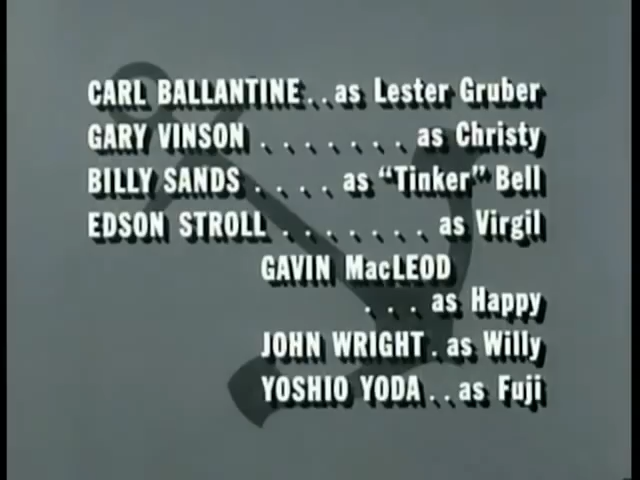 CARL BALLANTINE . . as Lester Gruber
GARY VINSON . . . . . . . as Christy
BILLY SANDS . . . . as "Tinker" Bell
EDSON STROLL . . . . . . . as Virgil
GAVIN MacLEOD
. . . as Happy
JOHN WRIGHT . as Willy
YOSHIO YODA . . as Fuji